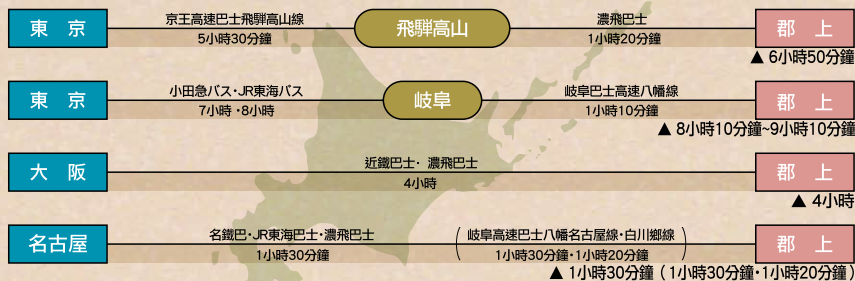 京王高速巴士飛騨高山線 濃飛巴士
東 京 飛騨高山 郡 上
5小時30分鐘 1小時20分鐘
▲ 6小時50分鐘
小田急バス・JR東海バス 岐阜巴士高速八幡線
東 京 岐阜 郡 上
7小時・8小時 1小時10分鐘
▲ 8小時10分鐘~9小時10分鐘
近鐵巴士・ 濃飛巴士
大 阪 郡 上
4小時
▲ 4小時
名鐵巴・JR東海巴士・濃飛巴士 (岐阜高速巴士八幡名古屋線・白川鄉線
名古屋 郡 上
1小時30分鐘 1小時30分鐘・1小時20分鐘)
▲ 1小時30分鐘 ( 1小時30分鐘・1小時20分鐘 )